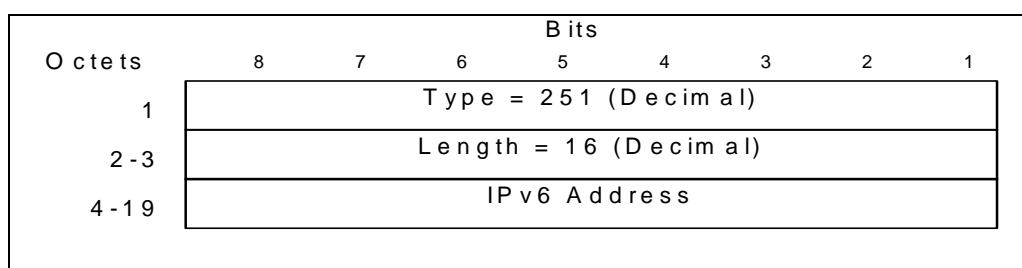 Bits
Octets 8 7 6 5 4 3 2 1
1 Type = 251 (Decimal)
2-3 Length = 16 (Decimal)
4-19 IPv6 Address